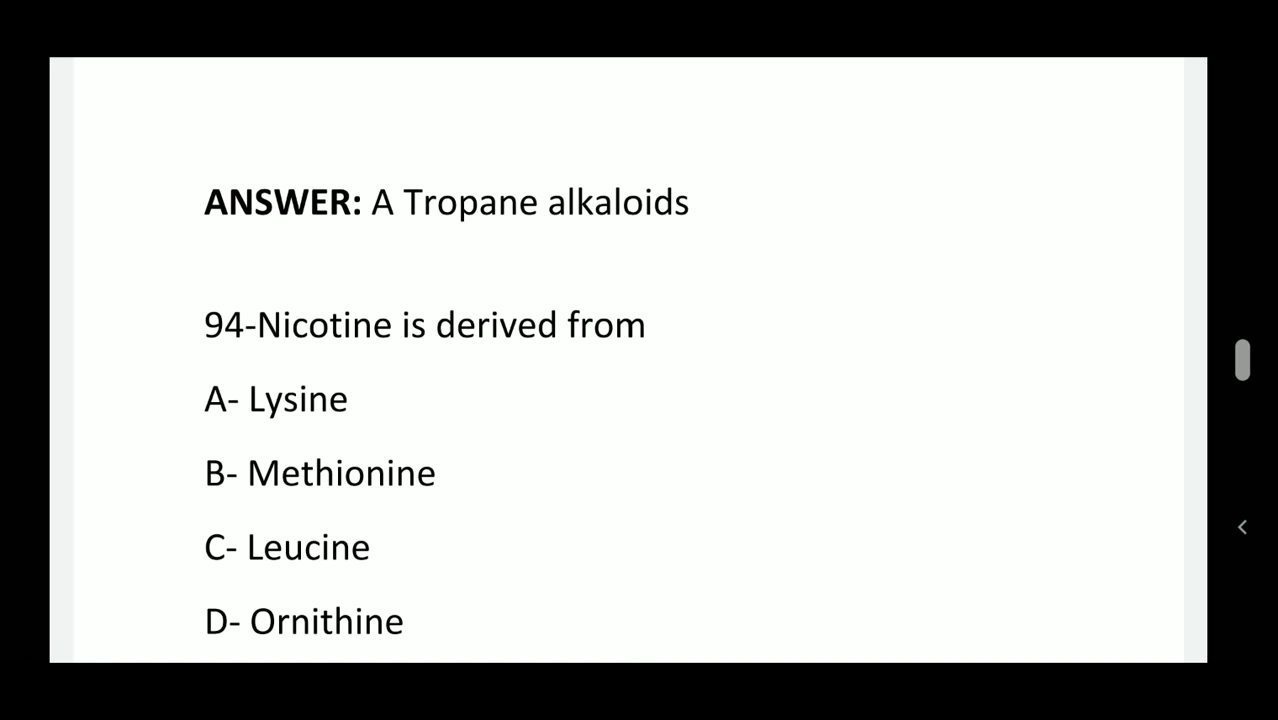 ANSWER: A Tropane alkaloids
94-Nicotine is derived from
A- Lysine
B- Methionine
C- Leucine
D- Ornithine